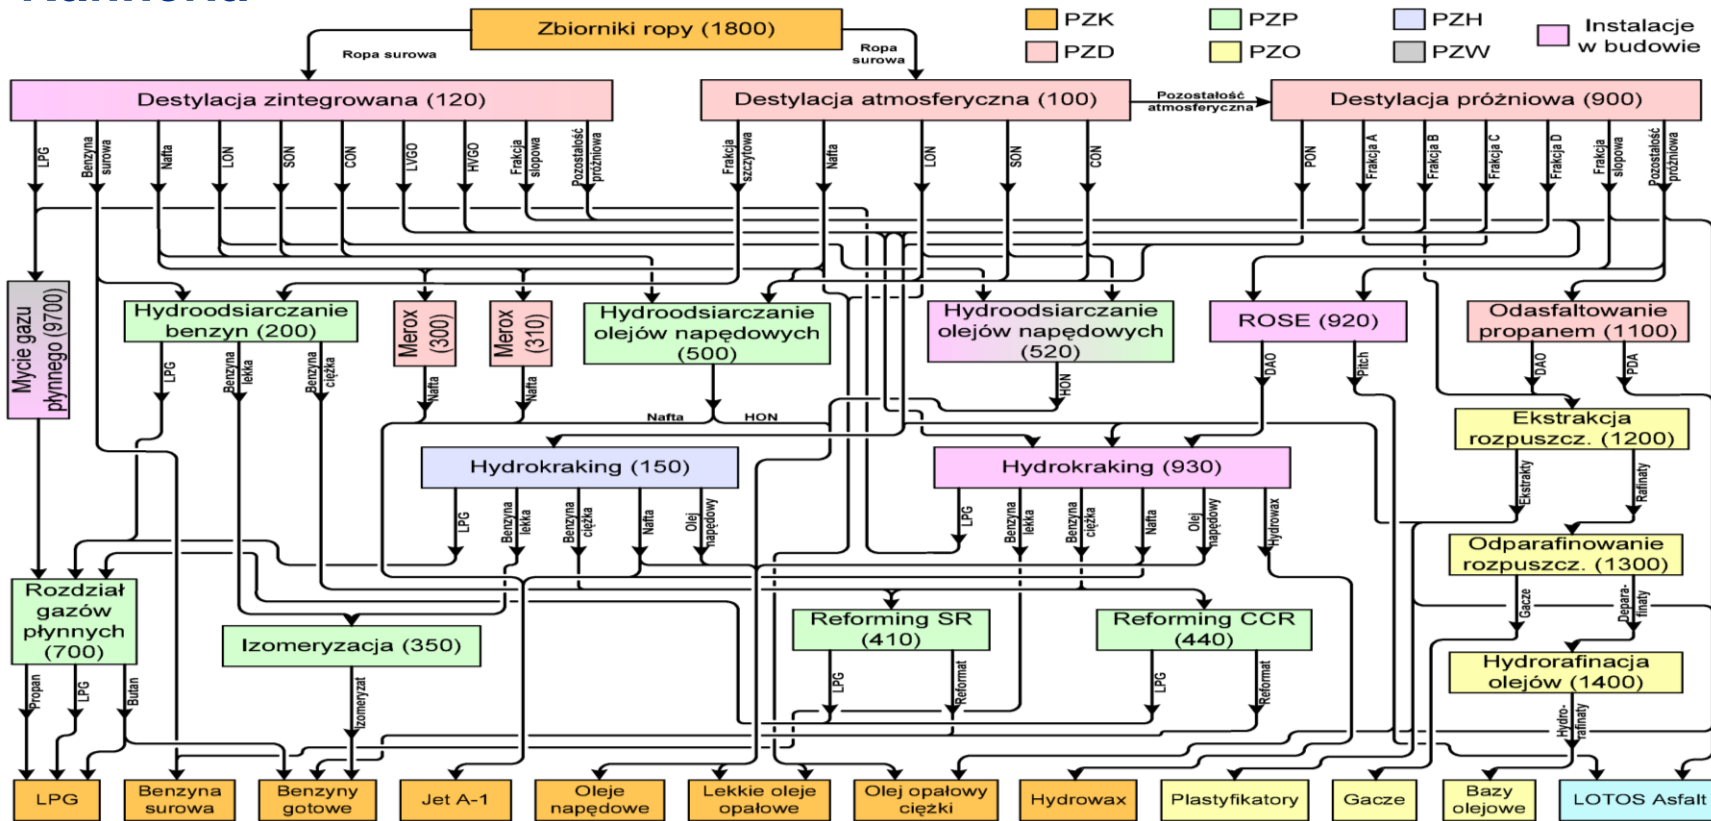 Zbiorniki ropy (1800)
PZK
PZP
PZH
Instalacje
w budowie
PZD
PZO
PZW
Ropa surowa
Ropa
surowa
Destylacja zintegrowana (120)
Destylacja atmosferyczna (100)
Pozostałość
atmosferyczna
Destylacja próżniowa (900)
LPG
Benzyna
surowa
Nafta
LON
SON
CON
LVGO
HVGO
Frakcja
slopowa
Pozostałość
próżniowa
Frakcja
szczytowa
Nafta
LON
SON
CON
PON
Frakcja A
Frakcja B
Frakcja C
Frakcja D
Frakcja
slopowa
Pozostałość
próżniowa
Mycie gazu
płynnego (970)
Hydroodsiarczanie
benzyn (200)
Merox
(300)
Merox
(310)
Hydroodsiarczanie
olejów napędowych
(500)
Hydroodsiarczanie
olejów napędowych
(520)
ROSE (920)
Odasfaltowanie
propanem (1100)
LPG
Benzyna
lekka
Benzyna
ciężka
Nafta
Nafta
Nafta
HON
HON
DAO
Pitch
DAO
PDA
Ekstrakcja
rozpuszcz. (1200)
Hydrokraking (150)
Hydrokraking (930)
LPG
Benzyna
lekka
Benzyna
ciężka
Nafta
Olej
napędowy
LPG
Benzyna
lekka
Benzyna
ciężka
Nafta
Olej
napędowy
Hydrowax
Ekstrakty
Rafinaty
Odparafinowanie
rozpuszcz. (1300)
Rozdział
gazów
płynnych
(700)
Izomeryzacja (350)
Reforming SR
(410)
Reforming CCR
(440)
Gacze
Depara-
finaty
Hydrorafinacja
olejów (1400)
Propan
LPG
Butan
Izomeryzat
LPG
Reformat
LPG
Reformat
Hydro-
rafinaty
LPG
Benzyna
surowa
Benzyny
gotowe
Jet A-1
Oleje
napędowe
Lekkie oleje
opałowe
Olej opałowy
ciężki
Hydrowax
Plastyfikatory
Gacze
Bazy
olejowe
LOTOS Asfalt